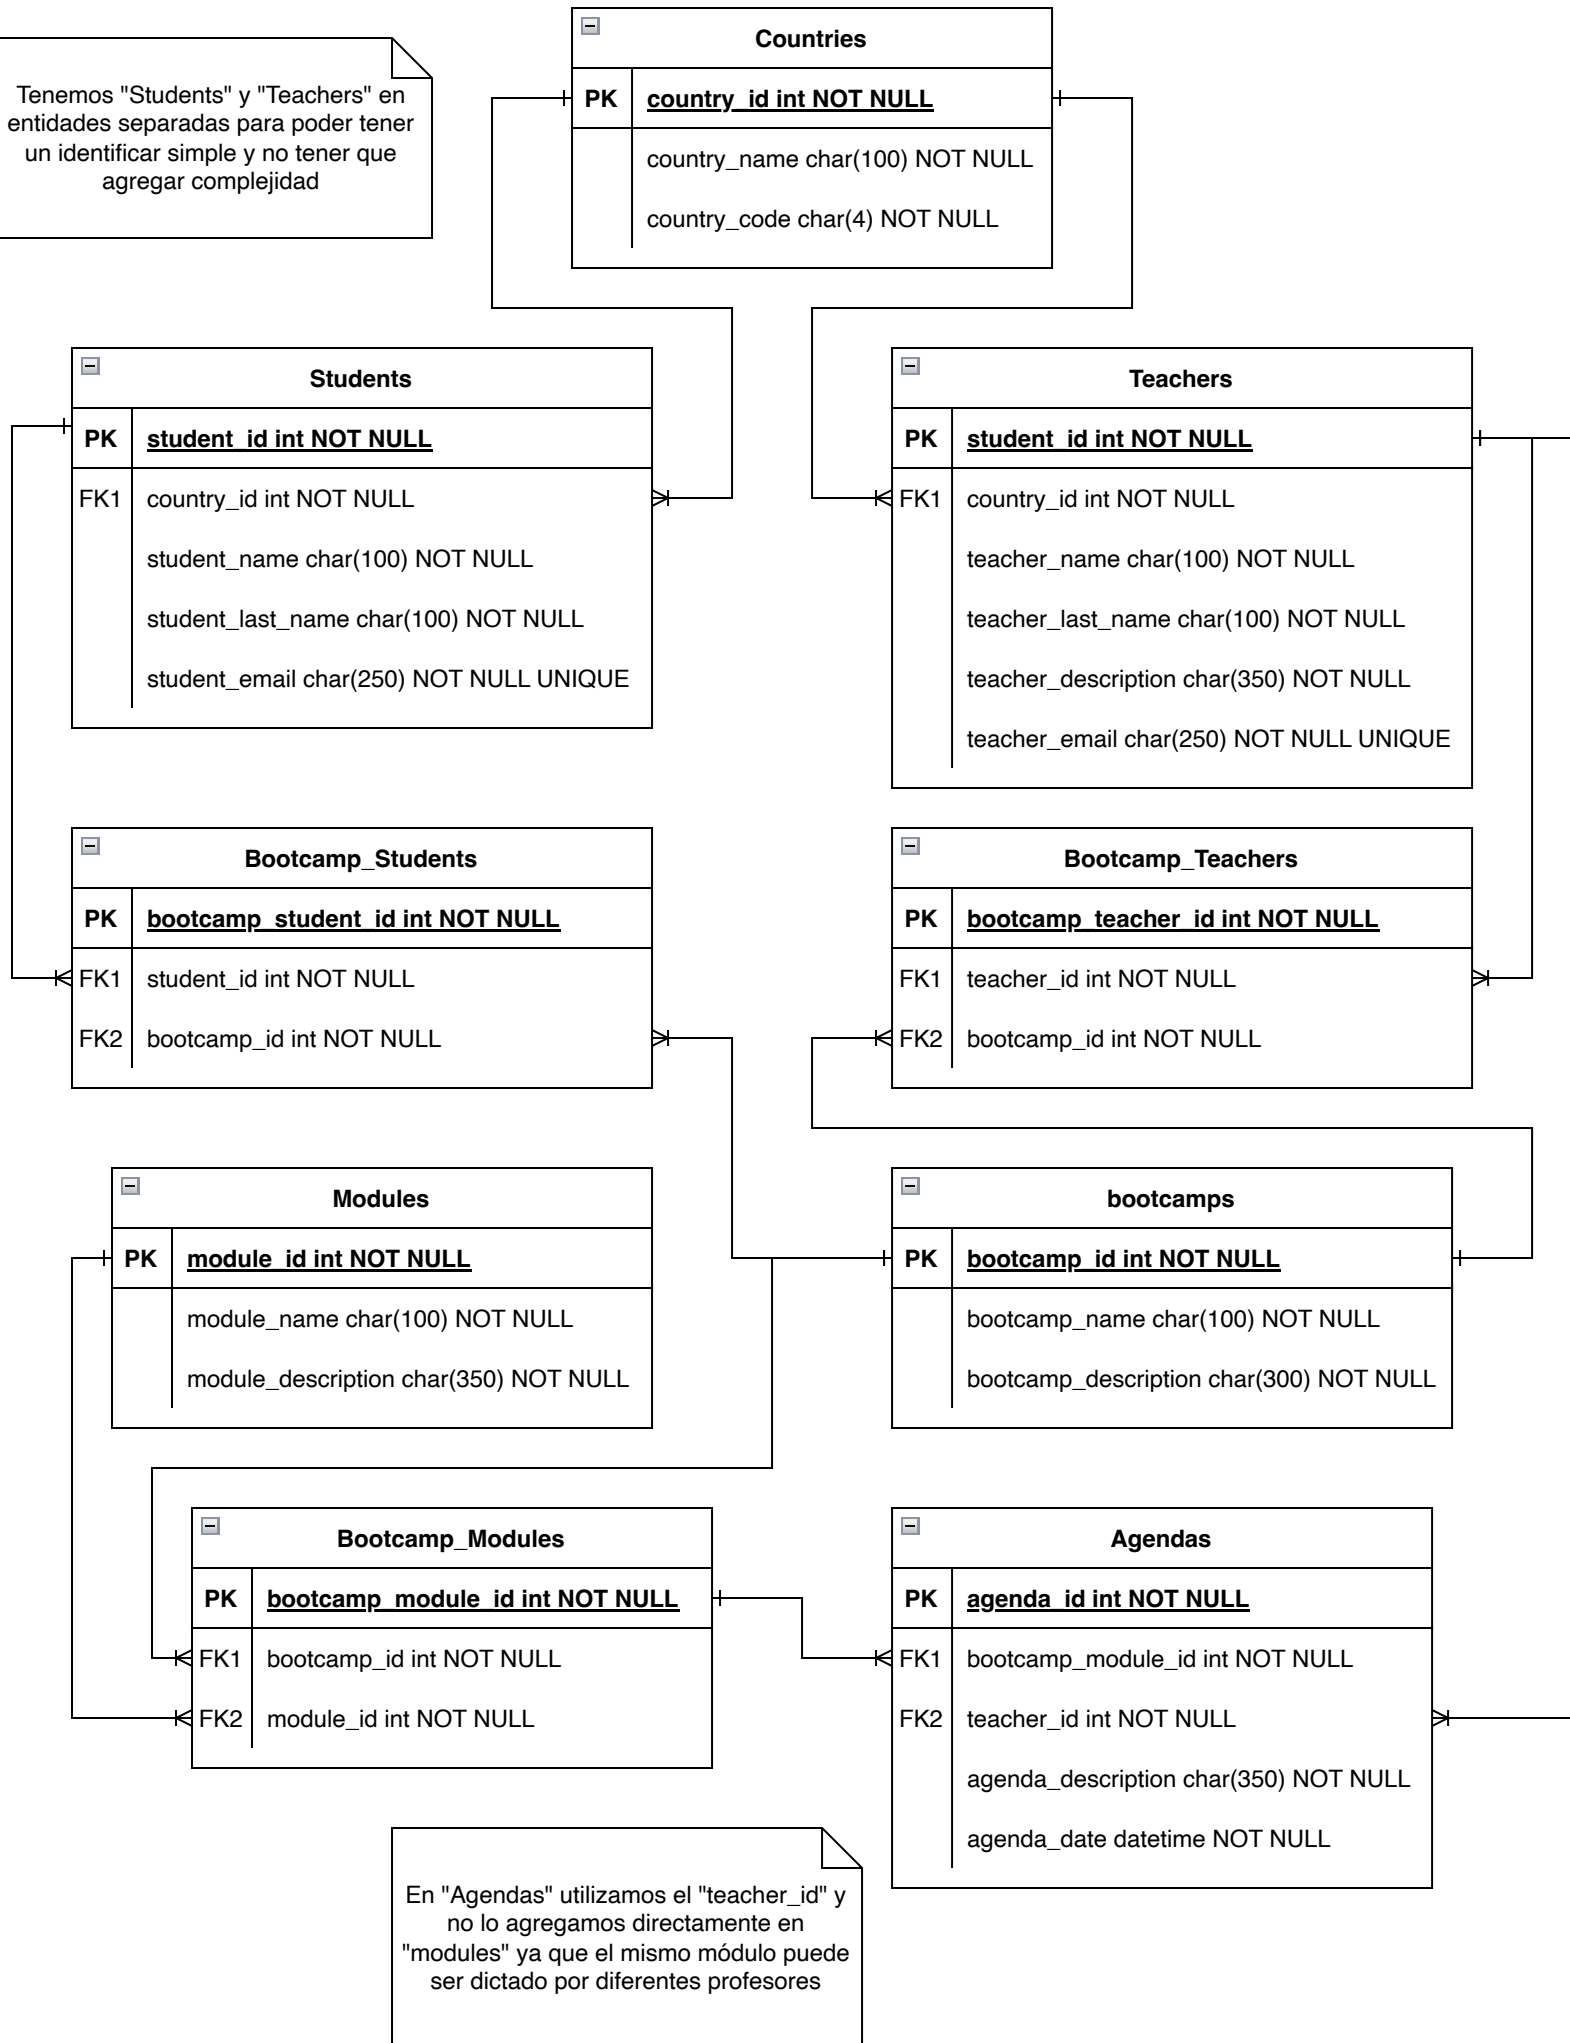 Countries
PK country_id int NOT NULL
country_name char(100) NOT NULL
country_code char(4) NOT NULL
Tenemos "Students" y "Teachers" en
entidades separadas para poder tener
un identificar simple y no tener que
agregar complejidad
Students
PK student_id int NOT NULL
FK1 country_id int NOT NULL
student_name char(100) NOT NULL
student_last_name char(100) NOT NULL
student_email char(250) NOT NULL UNIQUE
Teachers
PK student_id int NOT NULL
FK1 country_id int NOT NULL
teacher_name char(100) NOT NULL
teacher_last_name char(100) NOT NULL
teacher_description char(350) NOT NULL
teacher_email char(250) NOT NULL UNIQUE
Bootcamp_Students
PK bootcamp_student_id int NOT NULL
FK1 student_id int NOT NULL
FK2 bootcamp_id int NOT NULL
Bootcamp_Teachers
PK bootcamp_teacher_id int NOT NULL
FK1 teacher_id int NOT NULL
FK2 bootcamp_id int NOT NULL
Modules
PK module_id int NOT NULL
module_name char(100) NOT NULL
module_description char(350) NOT NULL
bootcamps
PK bootcamp_id int NOT NULL
bootcamp_name char(100) NOT NULL
bootcamp_description char(300) NOT NULL
Bootcamp_Modules
PK bootcamp_module_id int NOT NULL
FK1 bootcamp_id int NOT NULL
FK2 module_id int NOT NULL
Agendas
PK agenda_id int NOT NULL
FK1 bootcamp_module_id int NOT NULL
FK2 teacher_id int NOT NULL
agenda_description char(350) NOT NULL
agenda_date datetime NOT NULL
En "Agendas" utilizamos el "teacher_id" y
no lo agregamos directamente en
"modules" ya que el mismo módulo puede
ser dictado por diferentes profesores